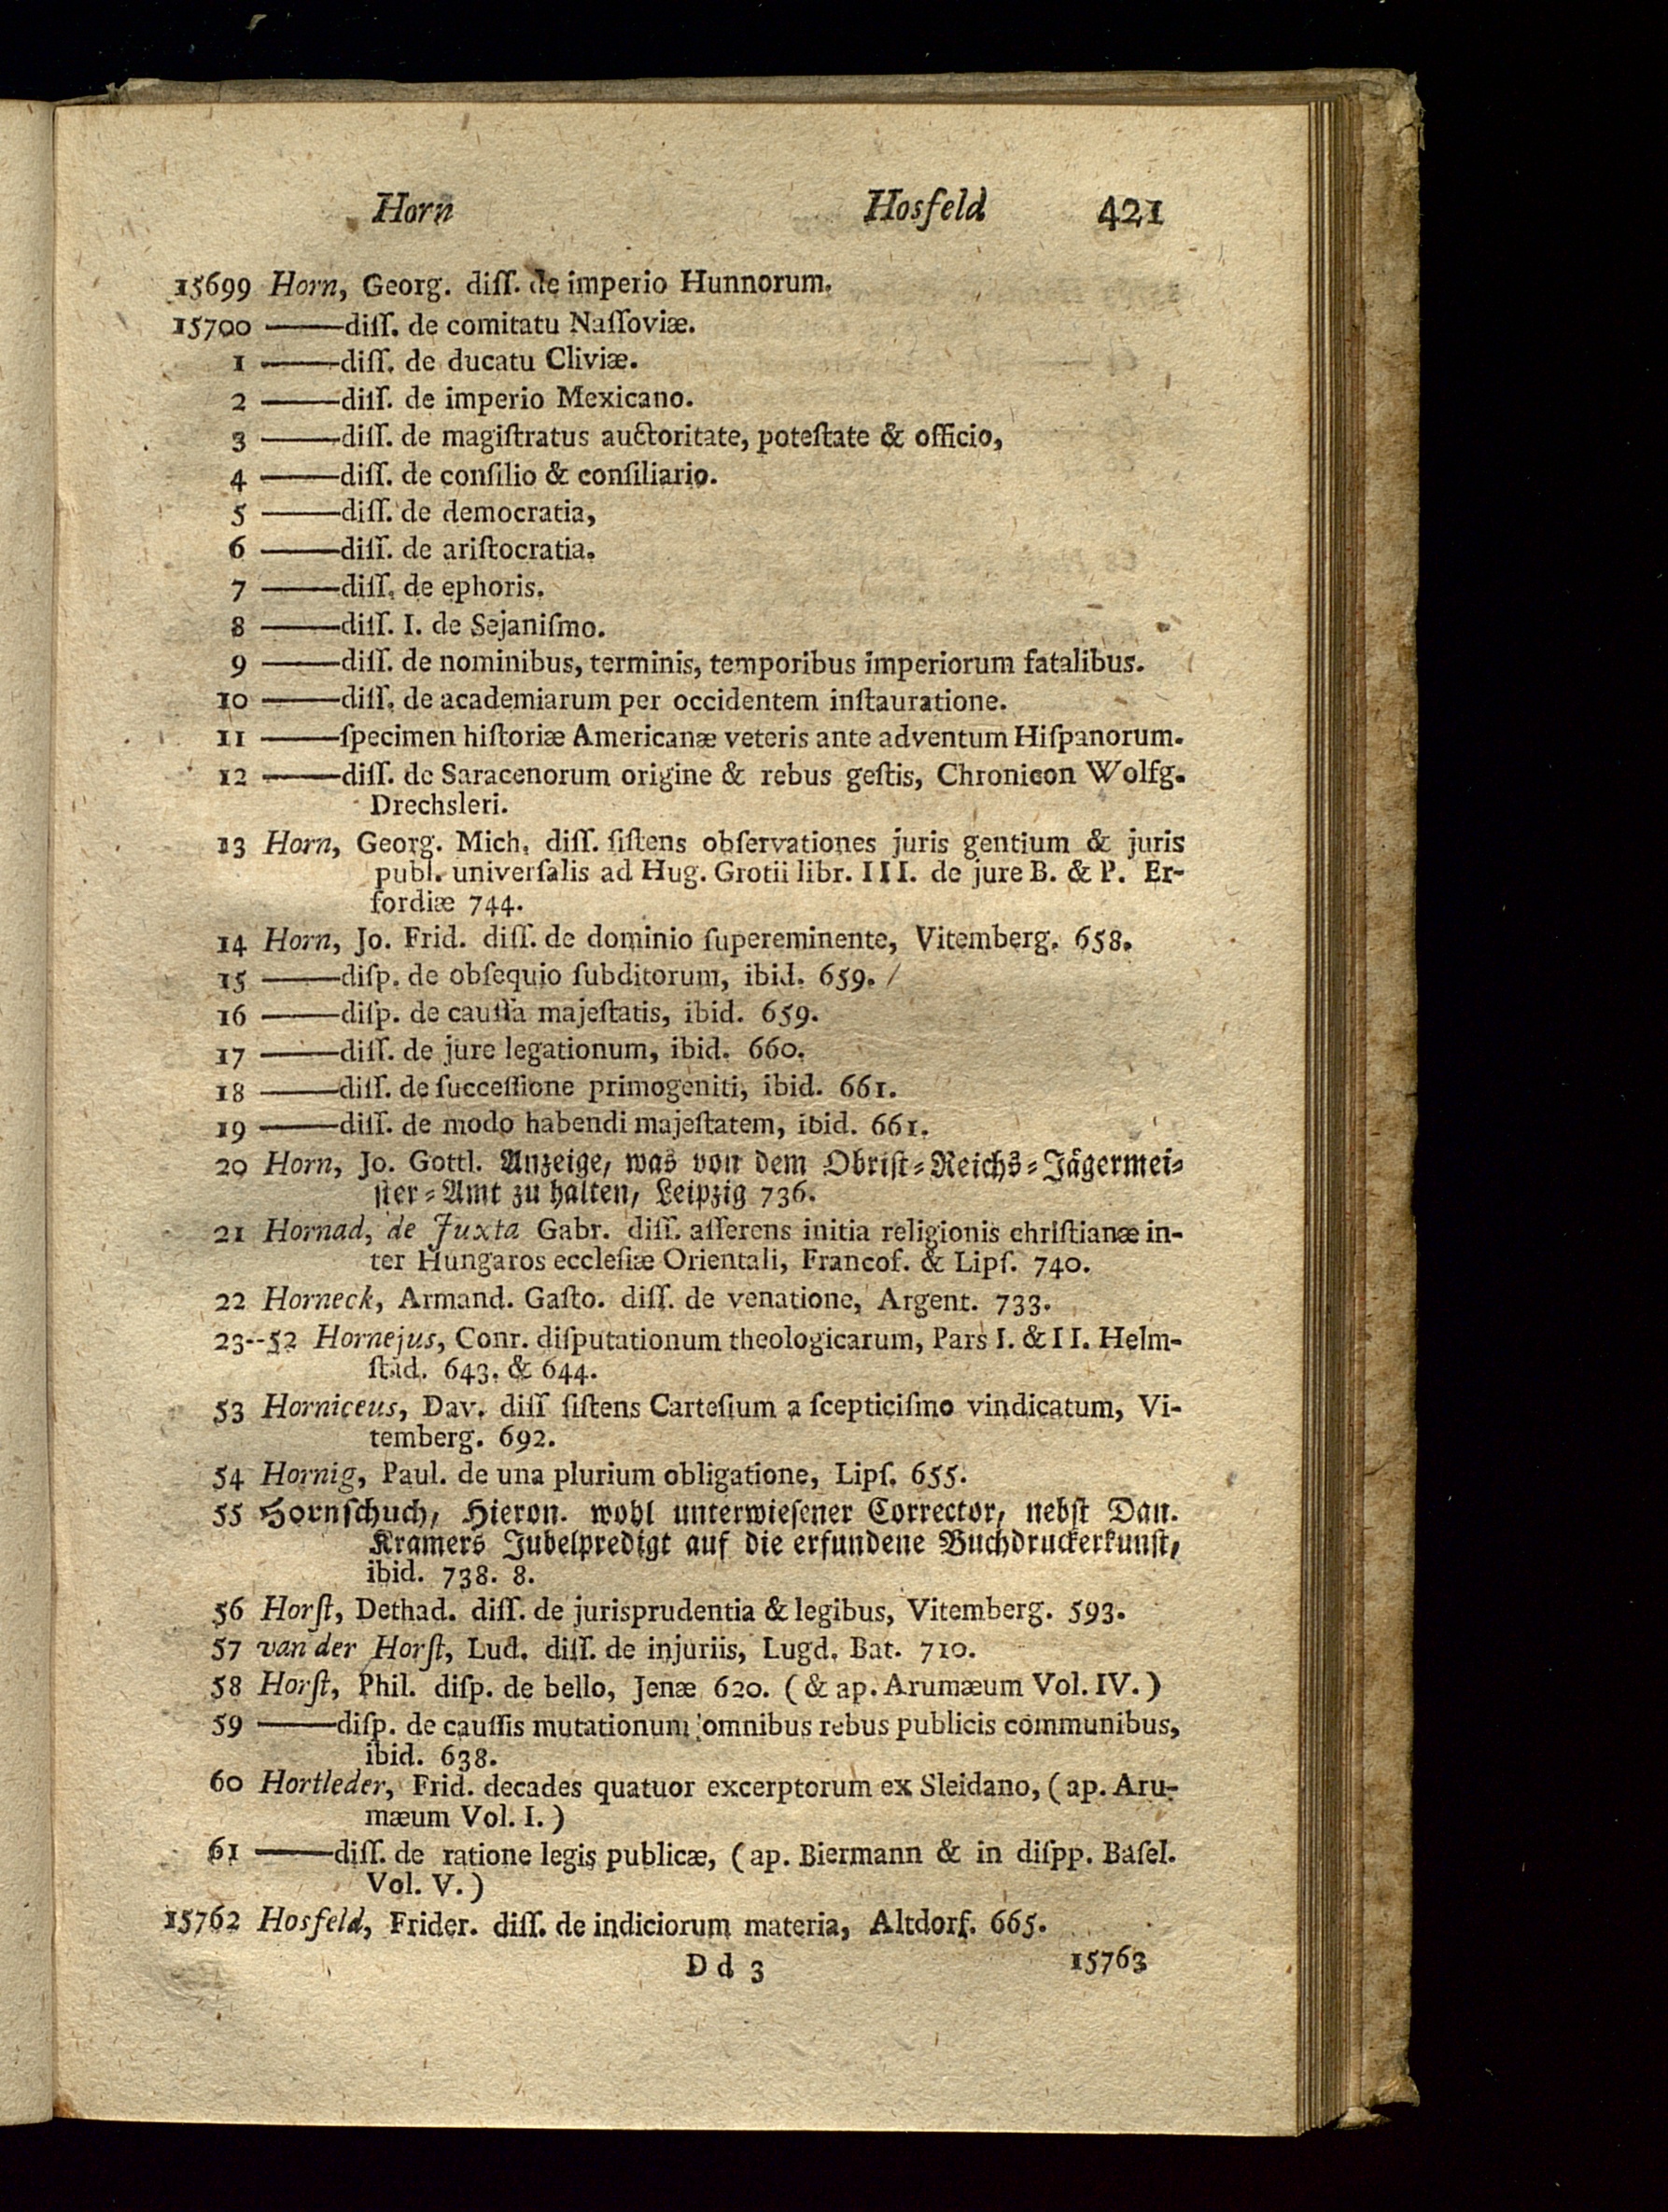 Horn Hosfeld 421
15699 Horn, Georg. diſſ. de imperio Hunnorum.
15700 ——diſſ. de comitatu Naſſoviæ.
1 ——diſſ. de ducatu Cliviæ.
2 ——diſſ. de imperio Mexicano.
3 ——diſſ. de magiſtratus auctoritate, poteſtate & officio,
4 ——diſſ. de conſilio & conſiliario.
5 ——diſſ. de democratia,
6 ——diſſ. de ariſtocratia.
7 ——diſſ. de ephoris.
8 ——diſſ. I. de Sejaniſmo.
9 ——diſſ. de nominibus, terminis, temporibus imperiorum fatalibus.
10 ——diſſ. de academiarum per occidentem inſtauratione.
11 ——ſpecimen hiſtoriæ Americanæ veteris ante adventum Hiſpanorum.
12 ——diſſ. de Saracenorum origine & rebus geſtis, Chronicon Wolfg.
Drechsleri.
13 Horn, Georg. Mich. diſſ. ſiſtens obſervationes juris gentium & juris
publ. univerſalis ad Hug. Grotii libr. III. de jure B. & P. Er-
fordiæ 744.
14 Horn, Jo. Frid. diſſ. de dominio ſupereminente, Vitemberg. 658.
15 ——diſp. de obſequio ſubditorum, ibid. 659. /
16 ——diſp. de cauſſa majeſtatis, ibid. 659.
17 ——diſſ. de jure legationum, ibid. 660.
18 ——diſſ. de ſucceſſione primogeniti, ibid. 661.
19 ——diſſ. de modo habendi majeſtatem, ibid. 661.
20 Horn, Jo. Gottl. Anzeige, was von dem Obriſt-Reichs-Jägermei-
ſter-Amt zu halten, Leipzig 736.
21 Hornad, de Juxta Gabr. diſſ. aſſerens initia religionis chriſtianæ in-
ter Hungaros eccleſiæ Orientali, Francof. & Lipſ. 740.
22 Horneck, Armand. Gaſto. diſſ. de venatione, Argent. 733.
23--52 Hornejus, Conr. diſputationum theologicarum, Pars I. & II. Helm-
ſtad. 643. & 644.
53 Horniceus, Dav. diſſ ſiſtens Carteſium a ſcepticiſmo vindicatum, Vi-
temberg. 692.
54 Hornig, Paul. de una plurium obligatione, Lipſ. 655.
55 Hornſchuch, Hieron. wohl unterwieſener Corrector, nebſt Dan.
Kramers Jubelpredigt auf die erfundene Buchdruckerkunſt,
ibid. 738. 8.
56 Horſt, Dethad. diſſ. de jurisprudentia & legibus, Vitemberg. 593.
57 van der Horſt, Lud. diſſ. de injuriis, Lugd. Bat. 710.
58 Horſt, Phil. diſp. de bello, Jenæ 620. (& ap. Arumæum Vol. IV.)
59 ——diſp. de cauſſis mutationum omnibus rebus publicis communibus,
ibid. 638.
60 Hortleder, Frid. decades quatuor excerptorum ex Sleidano, (ap. Aru-
mæum Vol. I.)
61 ——diſſ. de ratione legis publicæ, (ap. Biermann & in diſpp. Baſel.
Vol. V.)
15762 Hosfeld, Frider. diſſ. de indiciorum materia, Altdorf. 665.
D d 3 15763